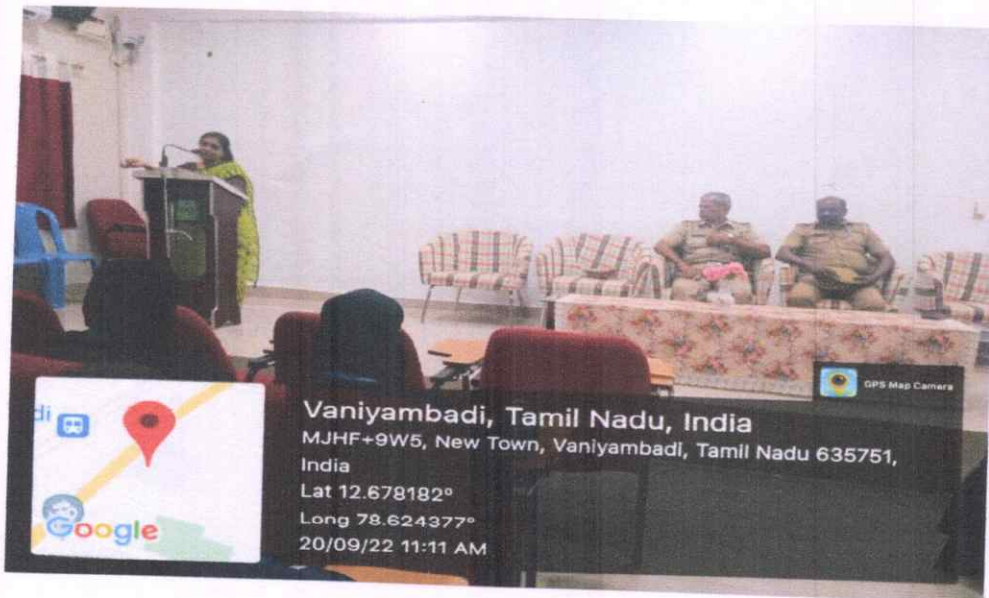 GPS Map Camera
di
Google
Vaniyambadi, Tamil Nadu, India
MJHF+9W5, New Town, Vaniyambadi, Tamil Nadu 635751,
India
Lat 12.678182°
Long 78.624377°
20/09/22 11:11 AM